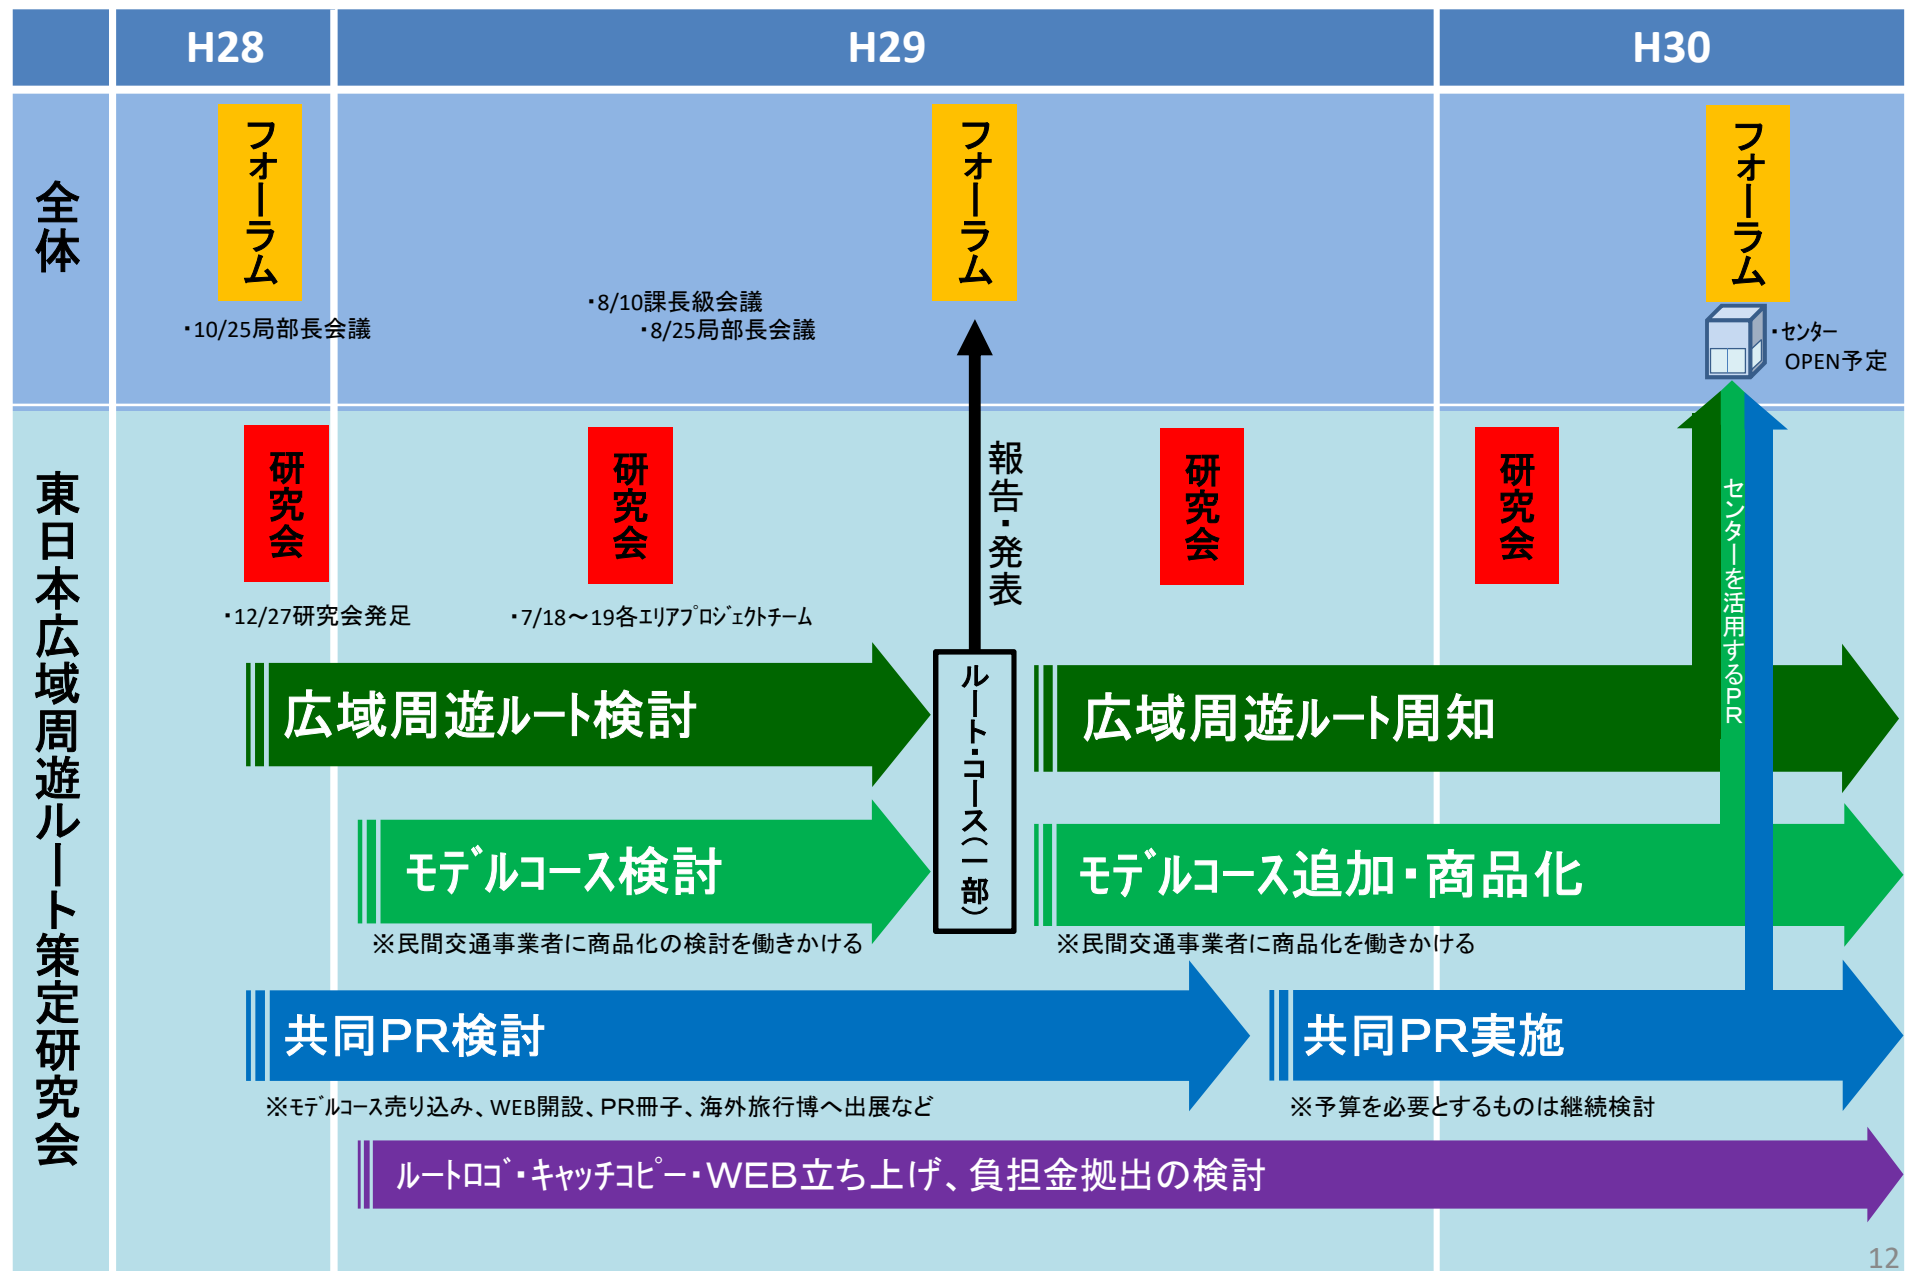 H28
H29
H30
全体
フォーラム
フォーラム
フォーラム
・10/25局部長会議
・8/10課長級会議
・8/25局部長会議
・センター
OPEN予定
東日本広域周遊ルート策定研究会
研究会
研究会
研究会
研究会
報告・発表
センターを活用するPR
・12/27研究会発足
・7/18～19各エリアプロジェクトチーム
広域周遊ルート検討
ルート・コース（一部）
広域周遊ルート周知
モデルコース検討
モデルコース追加・商品化
※民間交通事業者に商品化の検討を働きかける
※民間交通事業者に商品化を働きかける
共同PR検討
共同PR実施
※モデルコース売り込み、WEB開設、PR冊子、海外旅行博へ出展など
※予算を必要とするものは継続検討
ルートロゴ・キャッチコピー・WEB立ち上げ、負担金拠出の検討
12